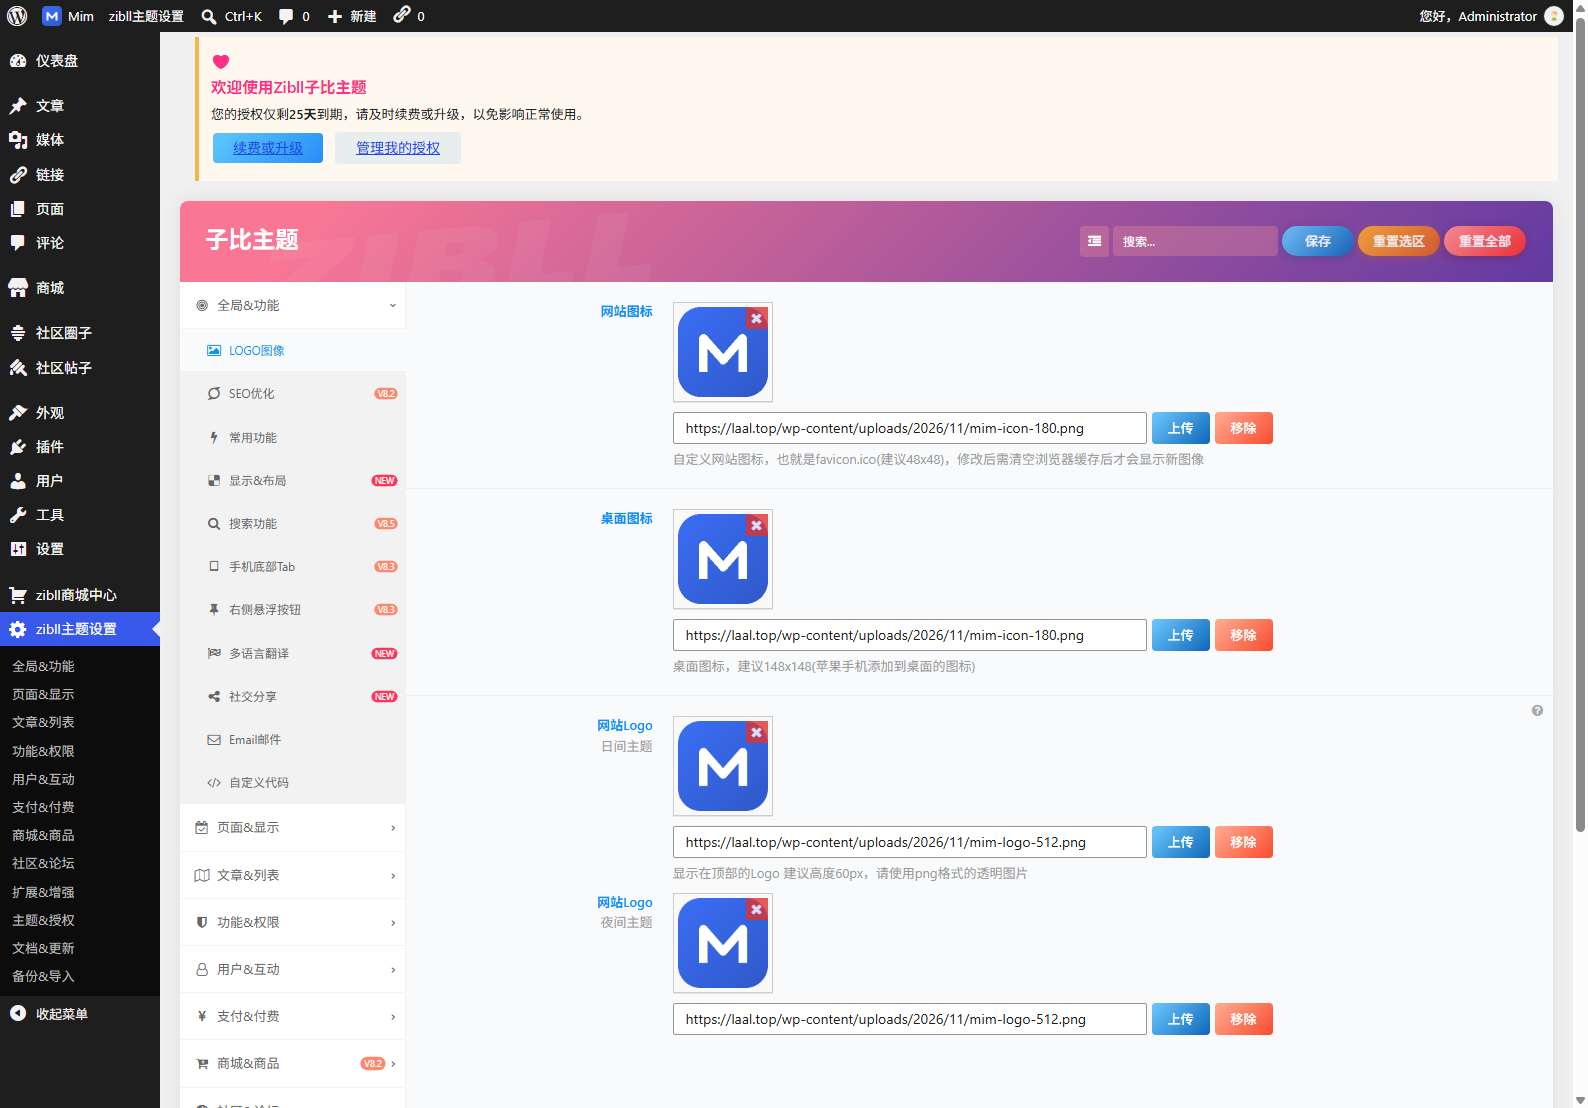 Mim
zibll主题设置
Ctrl+K
0
新建
0
您好，Administrator
仪表盘
文章
媒体
链接
页面
评论
商城
社区圈子
社区帖子
外观
插件
用户
工具
设置
zibll商城中心
zibll主题设置
全局&功能
页面&显示
文章&列表
功能&权限
用户&互动
支付&付费
商城&商品
社区&论坛
扩展&增强
主题&授权
文档&更新
备份&导入
收起菜单
欢迎使用Zibll子比主题
您的授权仅剩25天到期，请及时续费或升级，以免影响正常使用。
续费或升级
管理我的授权
ZIBLL
子比主题
搜索...
保存
重置选区
重置全部
全局&功能
LOGO图像
SEO优化 V8.2
常用功能
显示&布局 NEW
搜索功能 V8.5
手机底部Tab V8.3
右侧悬浮按钮 V8.3
多语言翻译 NEW
社交分享 NEW
Email邮件
自定义代码
页面&显示
文章&列表
功能&权限
用户&互动
支付&付费
商城&商品 V8.2
网站图标
https://laal.top/wp-content/uploads/2026/11/mim-icon-180.png
上传
移除
自定义网站图标，也就是favicon.ico(建议48x48)，修改后需清空浏览器缓存后才会显示新图像
桌面图标
https://laal.top/wp-content/uploads/2026/11/mim-icon-180.png
上传
移除
桌面图标，建议148x148(苹果手机添加到桌面的图标)
网站Logo
日间主题
https://laal.top/wp-content/uploads/2026/11/mim-logo-512.png
上传
移除
显示在顶部的Logo 建议高度60px，请使用png格式的透明图片
网站Logo
夜间主题
https://laal.top/wp-content/uploads/2026/11/mim-logo-512.png
上传
移除